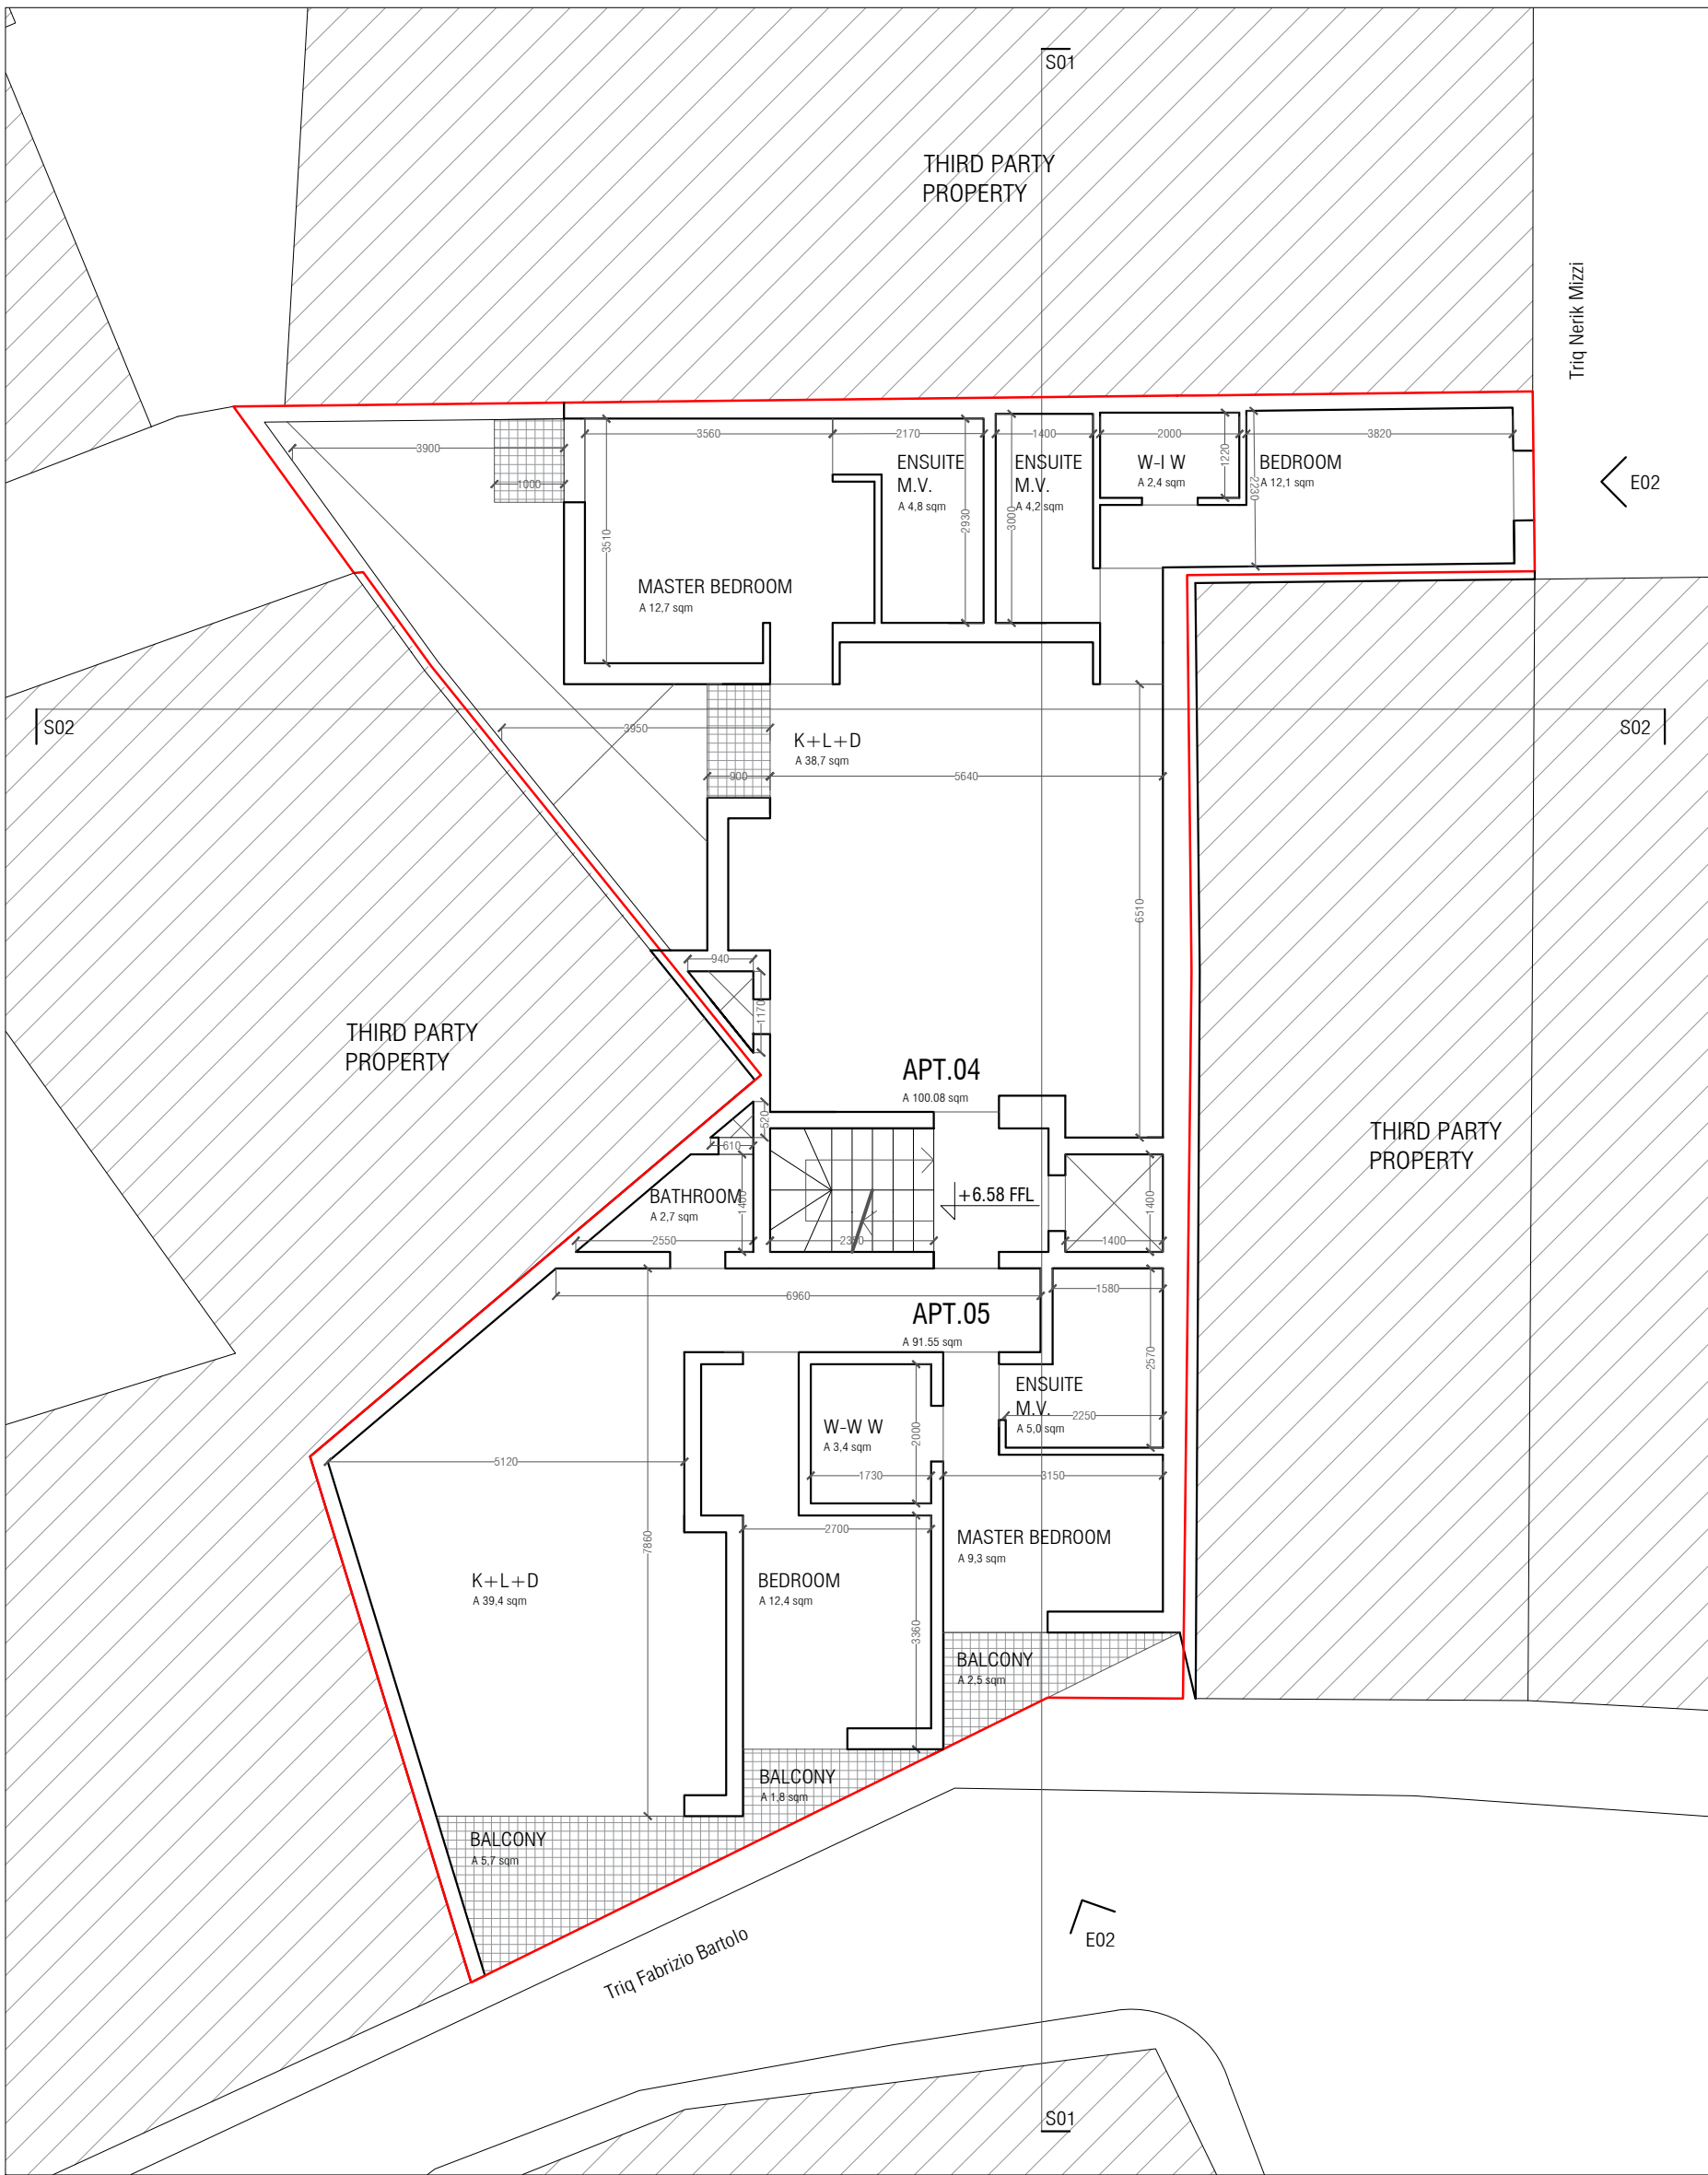 S01
THIRD PARTY
PROPERTY
Triq Nerik Mizzi
3900
1000
3560
2170
1400
2000
3820
1220
2230
ENSUITE
M.V.
A 4,8 sqm
ENSUITE
M.V.
A 4,2 sqm
W-I W
A 2,4 sqm
BEDROOM
A 12,1 sqm
E02
3510
2930
3000
MASTER BEDROOM
A 12,7 sqm
S02
S02
3950
K+L+D
A 38,7 sqm
900
5640
6510
940
1170
THIRD PARTY
PROPERTY
APT.04
A 100.08 sqm
520
610
THIRD PARTY
PROPERTY
BATHROOM
A 2,7 sqm
1400
+6.58 FFL
1400
2550
1400
1580
6960
APT.05
A 91.55 sqm
2570
ENSUITE
M.V.
A 5,0 sqm
2250
W-W W
A 3,4 sqm
2000
5120
1730
3150
2700
7860
MASTER BEDROOM
A 9,3 sqm
K+L+D
A 39,4 sqm
BEDROOM
A 12,4 sqm
3360
BALCONY
A 2,5 sqm
BALCONY
A 1,8 sqm
BALCONY
A 5,7 sqm
E02
Triq Fabrizio Bartolo
S01